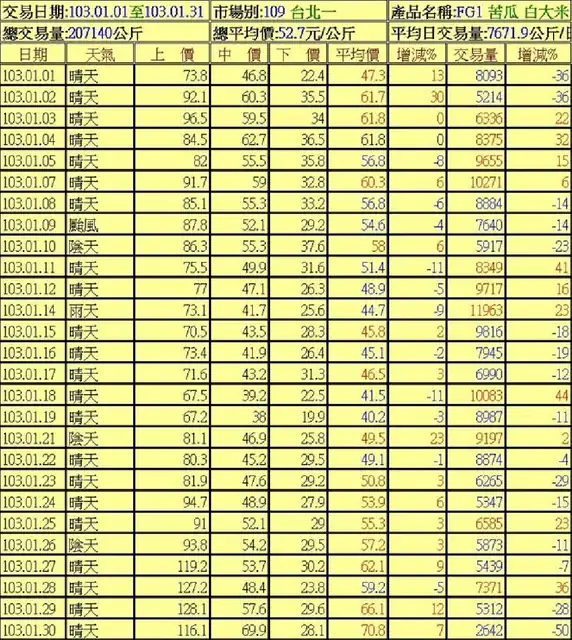 交易日期:103.01.01至103.01.31 市場別:109 台北一 產品名稱:FG1 苦瓜 白大米
總交易量:207140公斤 總平均價:52.7元/公斤 平均日交易量:7671.9公斤/日
日期 天氣 上 價 中 價 下 價 平均價 增減% 交易量 增減%
103.01.01 晴天 73.8 46.8 22.4 47.3 13 8093 -36
103.01.02 晴天 92.1 60.3 35.5 61.7 30 5214 -36
103.01.03 晴天 96.5 59.5 34 61.8 0 6336 22
103.01.04 晴天 84.5 62.7 36.5 61.8 0 8375 32
103.01.05 晴天 82 55.5 35.8 56.8 -8 9655 15
103.01.07 晴天 91.7 59 32.8 60.3 6 10271 6
103.01.08 晴天 85.1 55.3 33.2 56.8 -6 8884 -14
103.01.09 颱風 87.8 52.1 29.2 54.6 -4 7640 -14
103.01.10 陰天 86.3 55.3 37.6 58 6 5917 -23
103.01.11 晴天 75.5 49.9 31.6 51.4 -11 8349 41
103.01.12 晴天 77 47.1 26.3 48.9 -5 9717 16
103.01.14 雨天 73.1 41.7 25.6 44.7 -9 11963 23
103.01.15 晴天 70.5 43.5 28.3 45.8 2 9816 -18
103.01.16 晴天 73.4 41.9 26.4 45.1 -2 7945 -19
103.01.17 晴天 71.6 43.2 31.3 46.5 3 6990 -12
103.01.18 晴天 67.5 39.2 22.5 41.5 -11 10083 44
103.01.19 晴天 67.2 38 19.9 40.2 -3 8987 -11
103.01.21 陰天 81.1 46.9 25.8 49.5 23 9197 2
103.01.22 晴天 80.3 45.2 29.5 49.1 -1 8874 -4
103.01.23 晴天 81.9 47.6 29.2 50.8 3 6265 -29
103.01.24 晴天 94.7 48.9 27.9 53.9 6 5347 -15
103.01.25 晴天 91 52.1 29 55.3 3 6585 23
103.01.26 陰天 93.8 54.2 29.5 57.2 3 5873 -11
103.01.27 晴天 119.2 53.7 30.2 62.1 9 5439 -7
103.01.28 晴天 127.2 48.4 23.8 59.2 -5 7371 36
103.01.29 晴天 128.1 57.6 29.6 66.1 12 5312 -28
103.01.30 晴天 116.1 69.9 28.1 70.8 7 2642 -50